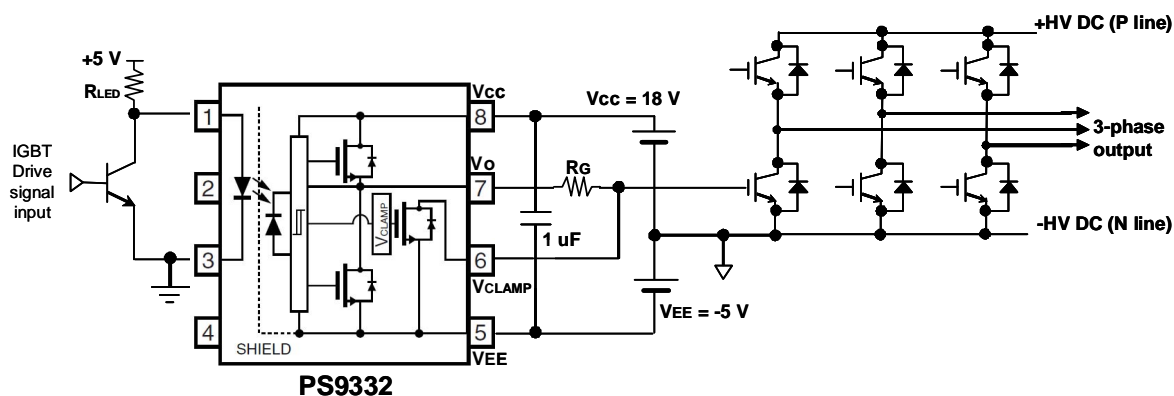 +5 V
RLED
IGBT
Drive
signal
input
1
2
3
4
SHIELD
VCLAMP
Vcc
8
Vo
7
6
VCLAMP
5
VEE
PS9332
RG
1 uF
Vcc = 18 V
VEE = -5 V
+HV DC (P line)
3-phase
output
-HV DC (N line)